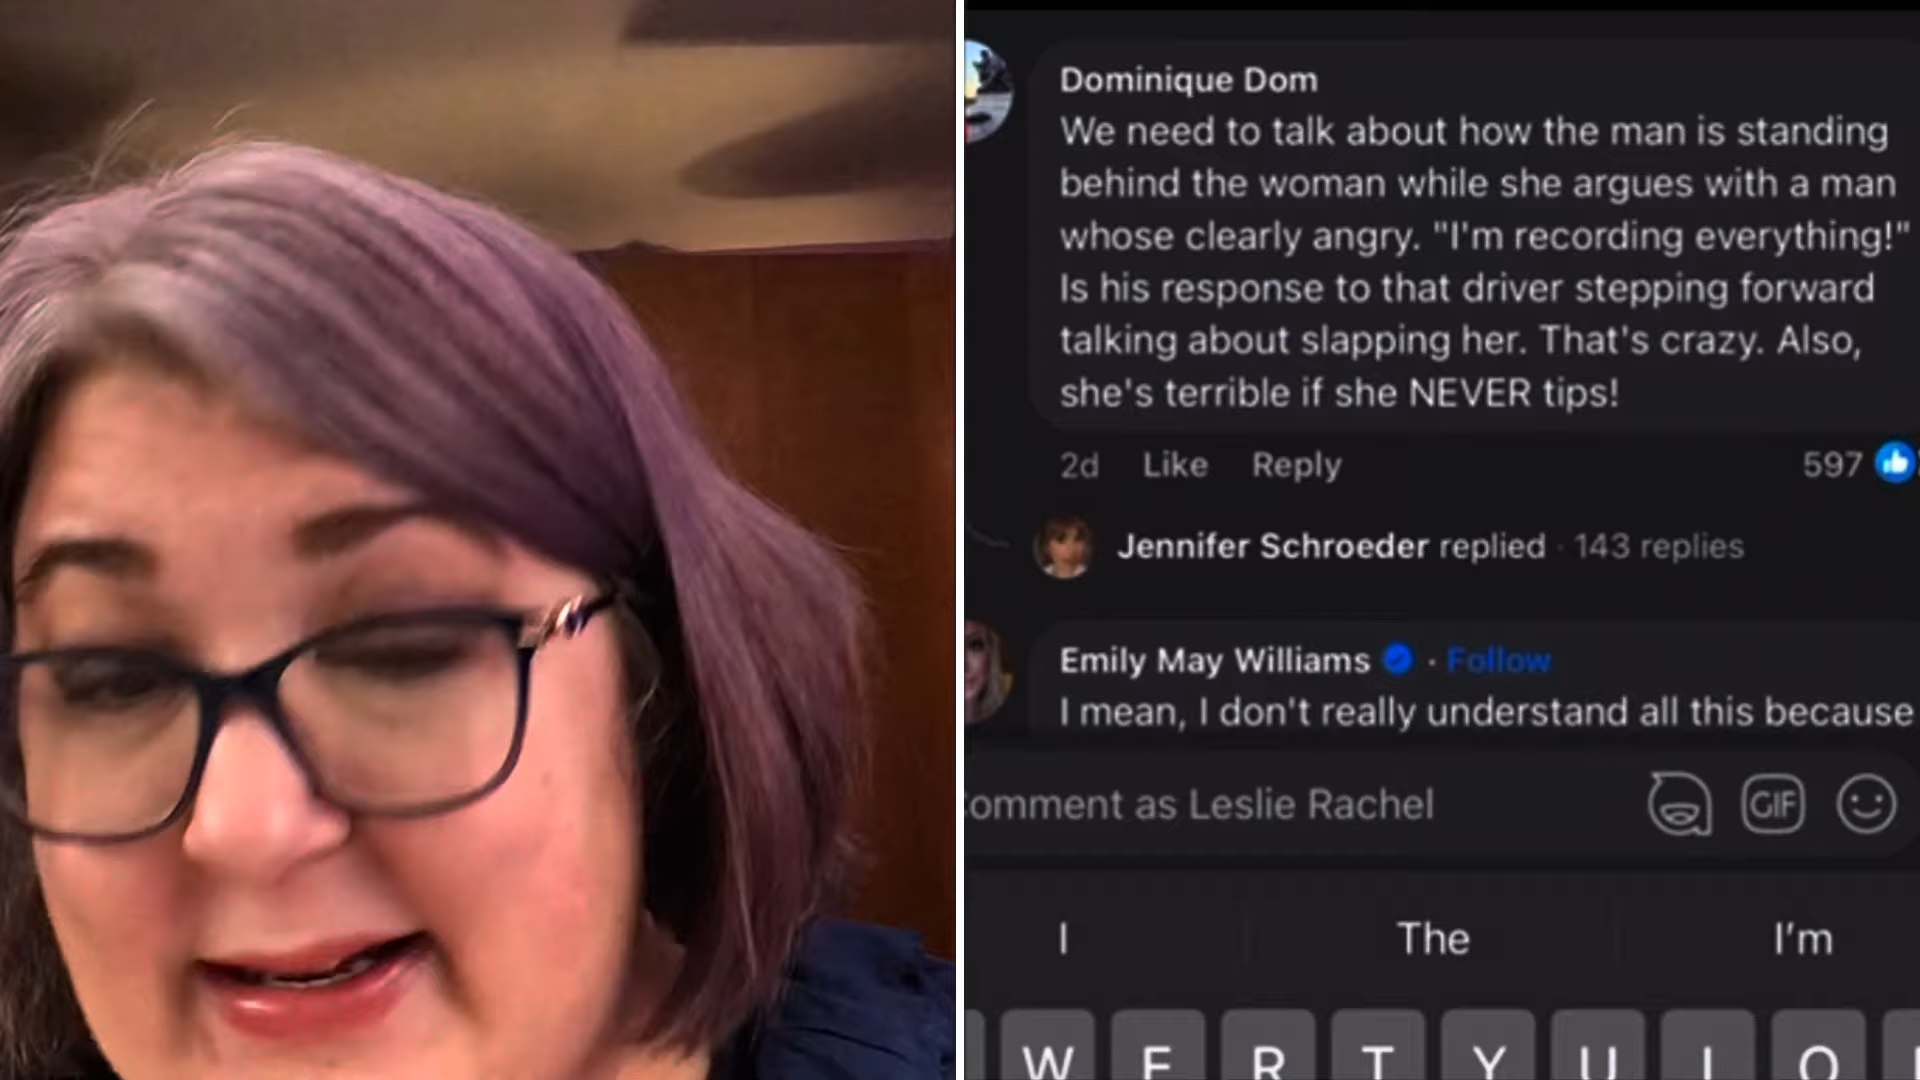 Dominique Dom
We need to talk about how the man is standing
behind the woman while she argues with a man
whose clearly angry. "I'm recording everything!"
Is his response to that driver stepping forward
talking about slapping her. That's crazy. Also,
she's terrible if she NEVER tips!
2d Like Reply 597
Jennifer Schroeder replied · 143 replies
Emily May Williams · Follow
I mean, I don't really understand all this because
omment as Leslie Rachel GIF
I The I'm
W E R T Y U I O